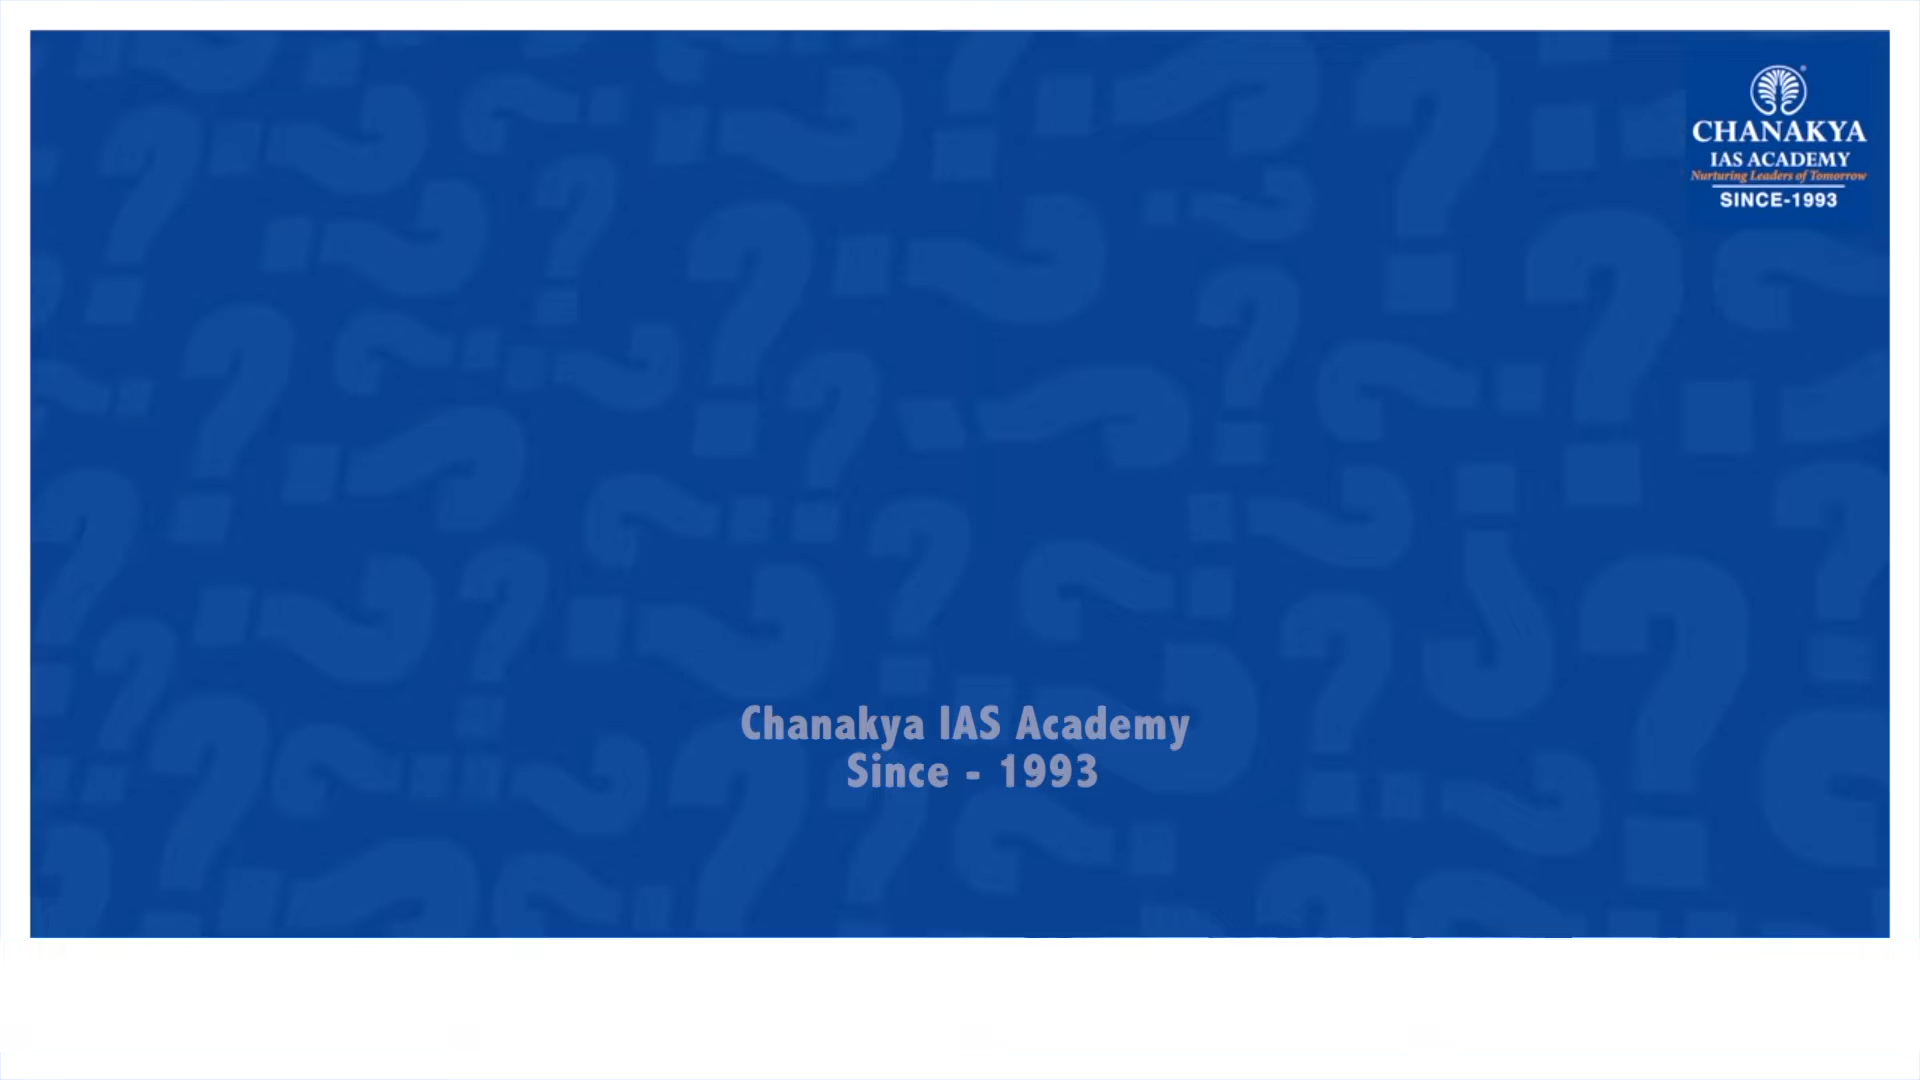 CHANAKYA
IAS ACADEMY
Nurturing Leaders of Tomorrow
SINCE-1993
Chanakya IAS Academy
Since - 1993